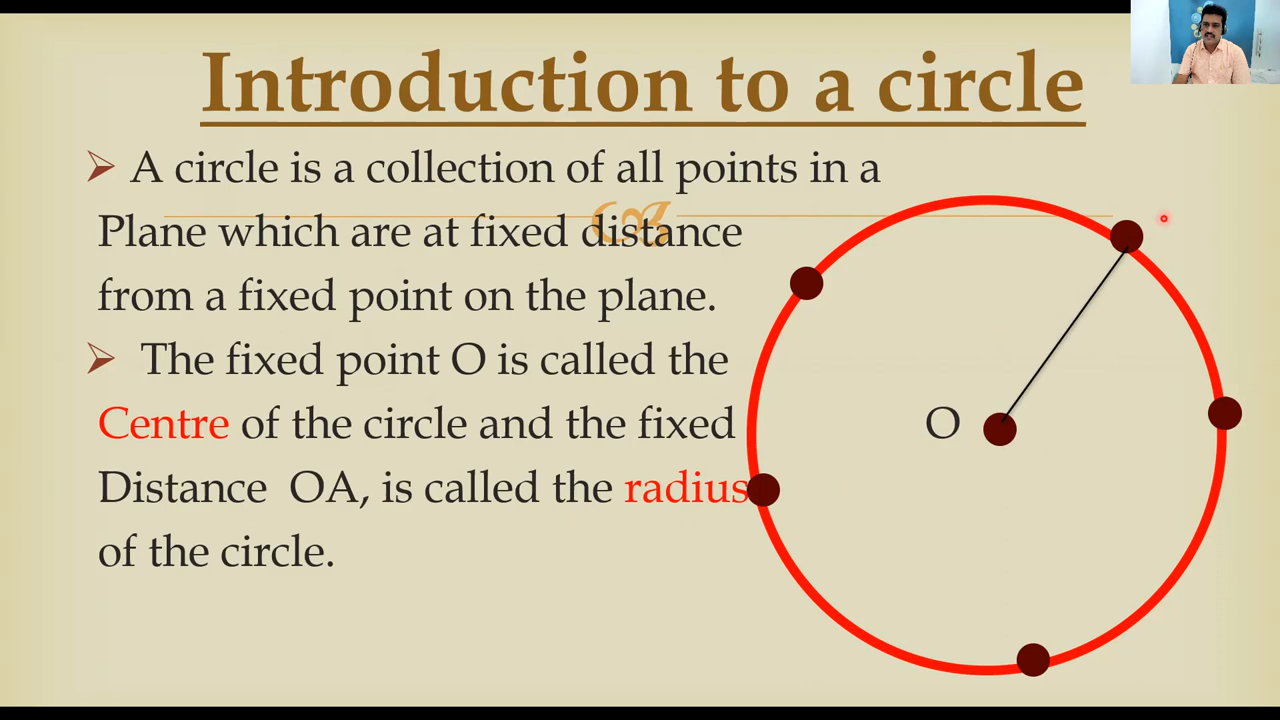 Introduction to a circle
A circle is a collection of all points in a
Plane which are at fixed distance
from a fixed point on the plane.
The fixed point O is called the
Centre of the circle and the fixed
Distance OA, is called the radius
of the circle.
O